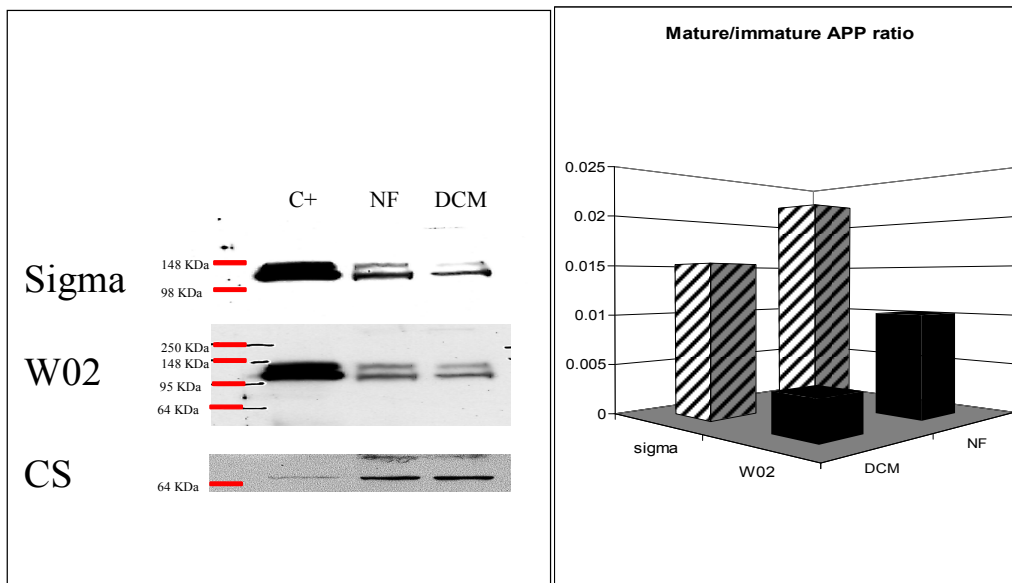 C+ NF DCM
Sigma
148 KDa
98 KDa
W02
250 KDa
148 KDa
95 KDa
64 KDa
CS
64 KDa
Mature/immature APP ratio
0.025
0.02
0.015
0.01
0.005
0
sigma
W02
DCM
NF